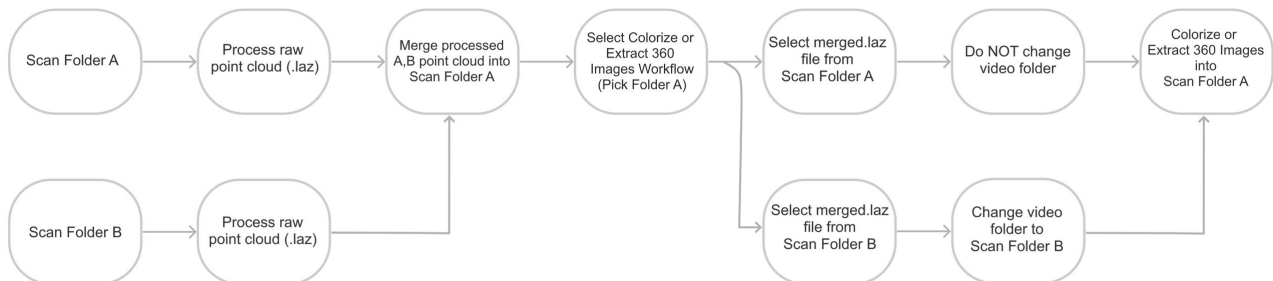 Scan Folder A
Process raw
point cloud (.laz)
Merge processed
A,B point cloud into
Scan Folder A
Select Colorize or
Extract 360
Images Workflow
(Pick Folder A)
Select merged.laz
file from
Scan Folder A
Do NOT change
video folder
Colorize or
Extract 360 Images
into
Scan Folder A
Scan Folder B
Process raw
point cloud (.laz)
Select merged.laz
file from
Scan Folder B
Change video
folder to
Scan Folder B